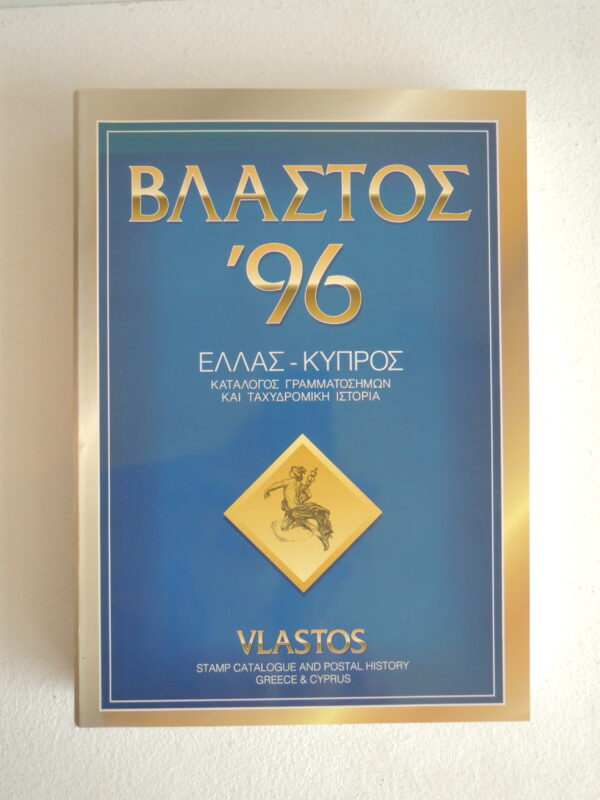 ΒΛΑΣΤΟΣ
'96
ΕΛΛΑΣ - ΚΥΠΡΟΣ
ΚΑΤΑΛΟΓΟΣ ΓΡΑΜΜΑΤΟΣΗΜΩΝ
ΚΑΙ ΤΑΧΥΔΡΟΜΙΚΗ ΙΣΤΟΡΙΑ
VLASTOS
STAMP CATALOGUE AND POSTAL HISTORY
GREECE & CYPRUS